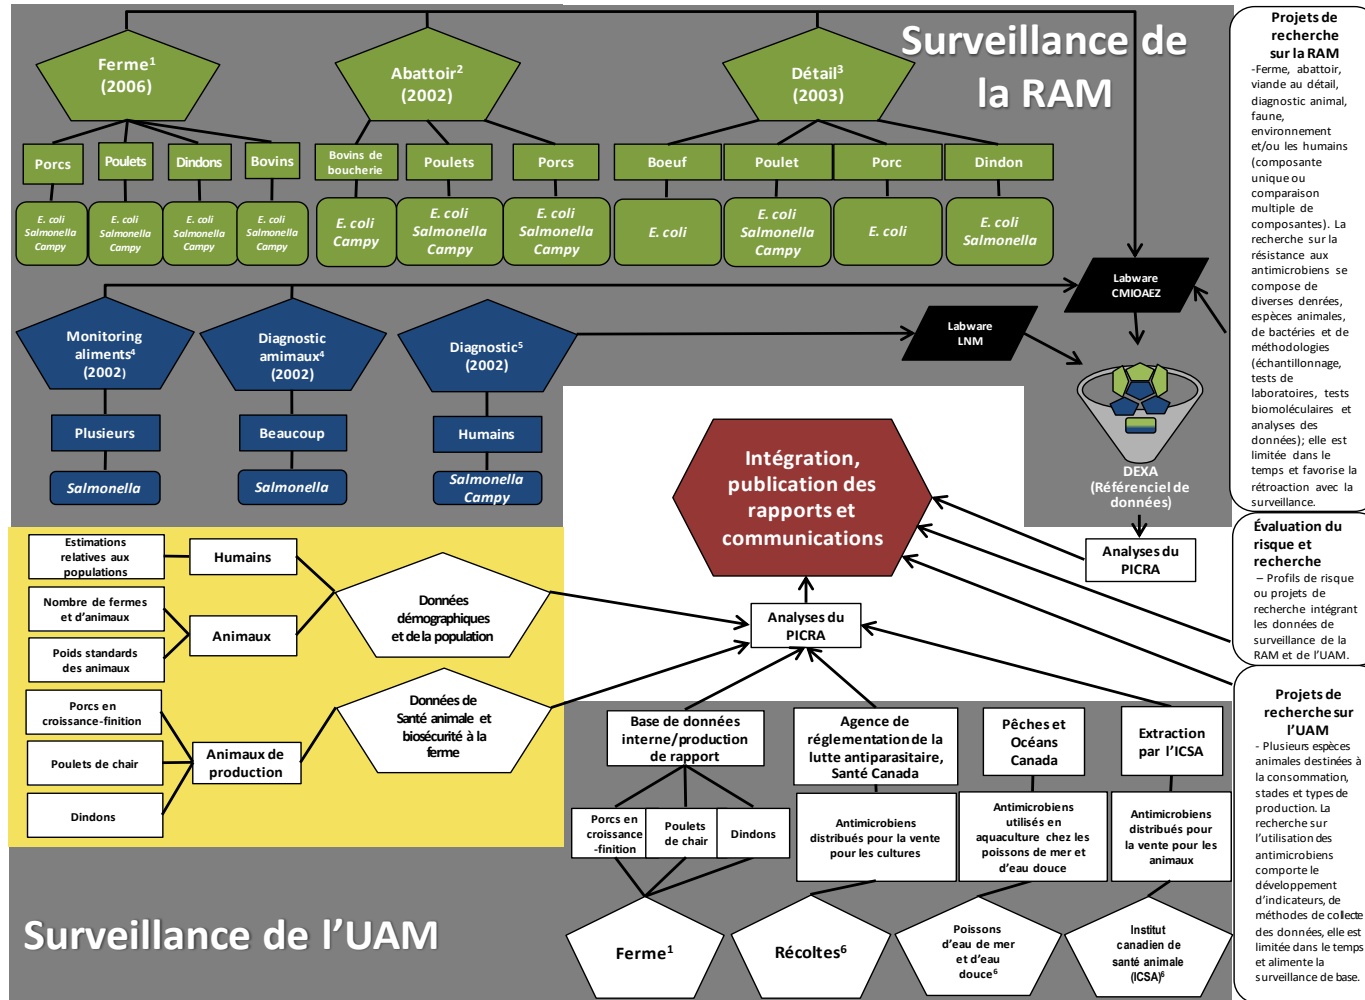 Surveillance de
la RAM
Ferme¹
(2006)
Abattoir²
(2002)
Détail³
(2003)
Porcs
Poulets
Dindons
Bovins
Bovins de
boucherie
Poulets
Porcs
Boeuf
Poulet
Porc
Dindon
E. coli
Salmonella
Campy
E. coli
Salmonella
Campy
E. coli
Salmonella
Campy
E. coli
Salmonella
Campy
E. coli
Campy
E. coli
Salmonella
Campy
E. coli
Salmonella
Campy
E. coli
E. coli
Salmonella
Campy
E. coli
E. coli
Salmonella
Labware
CMIOAEZ
Labware
LNM
Monitoring
aliments⁴
(2002)
Diagnostic
amimaux⁴
(2002)
Diagnostic⁵
(2002)
Plusieurs
Beaucoup
Humains
Salmonella
Salmonella
Salmonella
Campy
DEXA
(Référenciel de
données)
Analyses du
PICRA
Intégration,
publication des
rapports et
communications
Analyses du
PICRA
Estimations
relatives aux
populations
Humains
Nombre de fermes
et d'animaux
Animaux
Poids standards
des animaux
Données
démographiques
et de la population
Porcs en
croissance-finition
Poulets de chair
Dindons
Animaux de
production
Données de
Santé animale et
biosécurité à la
ferme
Base de données
interne/production
de rapport
Agence de
réglementation de la
lutte antiparasitaire,
Santé Canada
Pêches et
Océans
Canada
Extraction
par l'ICSA
Porcs en
croissance
-finition
Poulets
de chair
Dindons
Antimicrobiens
distribués pour la vente
pour les cultures
Antimicrobiens
utilisés en
aquaculture chez les
poissons de mer et
d'eau douce
Antimicrobiens
distribués pour
la vente pour les
animaux
Ferme¹
Récoltes⁶
Poissons
d'eau de mer
et d'eau
douce⁶
Institut
canadien de
santé animale
(ICSA)⁶
Surveillance de l'UAM
Projets de
recherche
sur la RAM
-Ferme, abattoir,
viande au détail,
diagnostic animal,
faune,
environnement
et/ou les humains
(composante
unique ou
comparaison
multiple de
composantes). La
recherche sur la
résistance aux
antimicrobiens se
compose de
diverses denrées,
espèces animales,
de bactéries et de
méthodologies
(échantillonnage,
tests de
laboratoires, tests
biomoléculaires et
analyses des
données); elle est
limitée dans le
temps et favorise la
rétroaction avec la
surveillance.
Évaluation du
risque et
recherche
– Profils de risque
ou projets de
recherche intégrant
les données de
surveillance de la
RAM et de l'UAM.
Projets de
recherche sur
l'UAM
- Plusieurs espèces
animales destinées à
la consommation,
stades et types de
production. La
recherche sur
l'utilisation des
antimicrobiens
comporte le
développement
d'indicateurs, de
méthodes de collecte
des données, elle est
limitée dans le temps
et alimente la
surveillance de base.